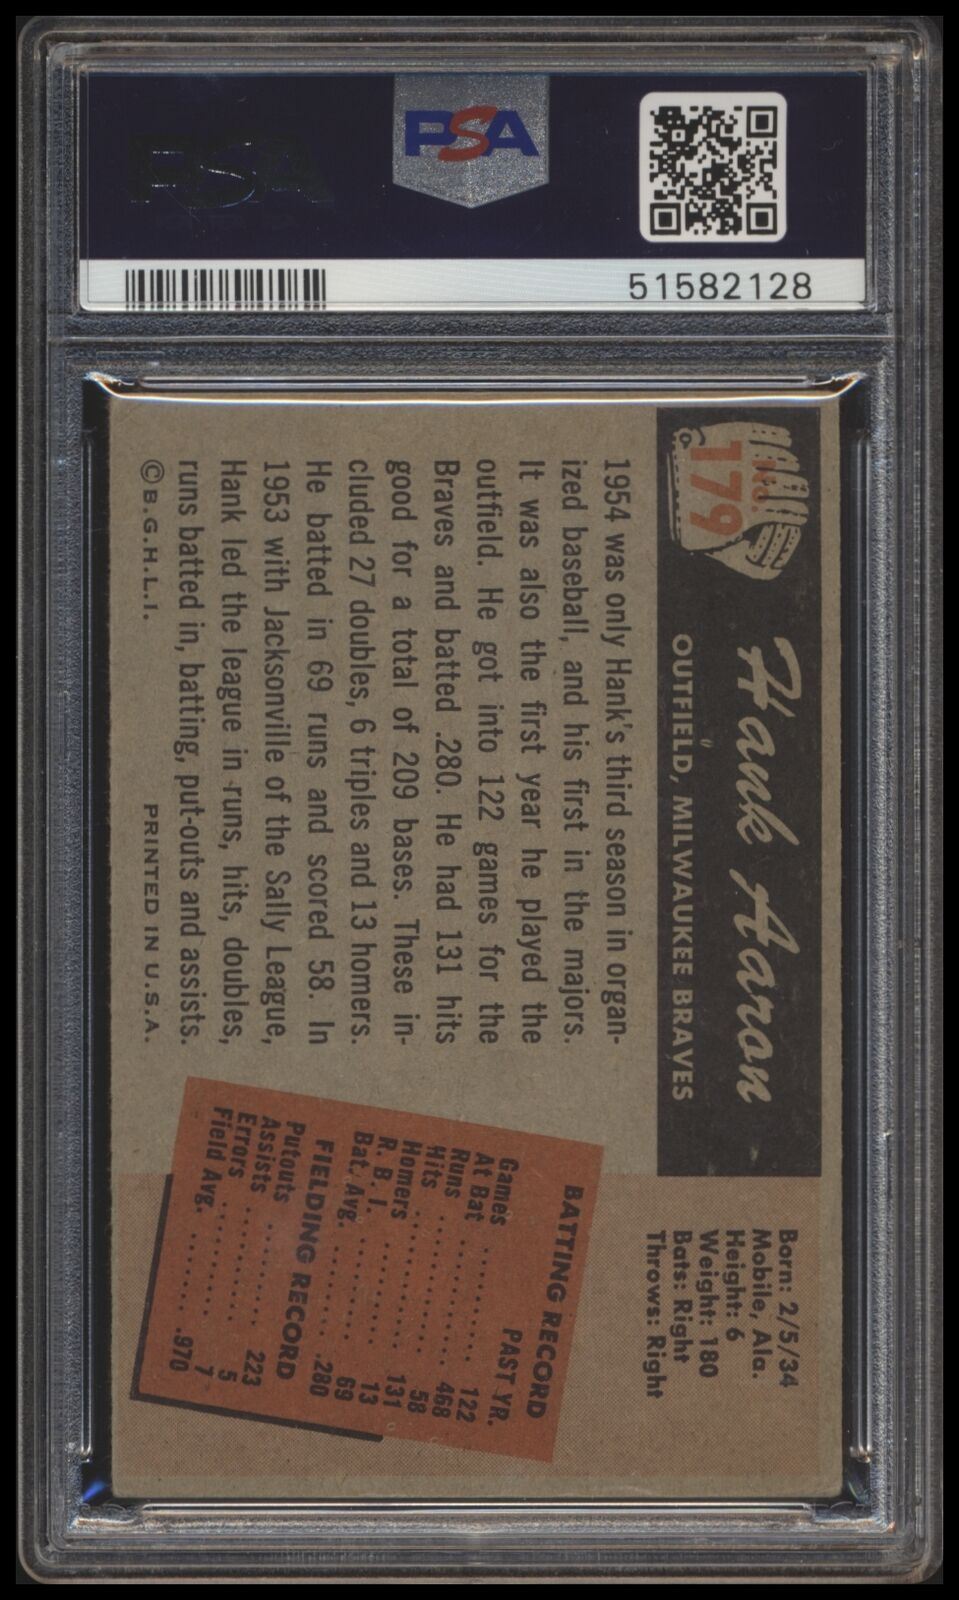 PSA
PSA
51582128
No.
179
Hank Aaron
OUTFIELD, MILWAUKEE BRAVES
Born: 2/5/34
Mobile, Ala.
Height: 6
Weight: 180
Bats: Right
Throws: Right
1954 was only Hank's third season in organ-
ized baseball, and his first in the majors.
It was also the first year he played the
outfield. He got into 122 games for the
Braves and batted .280. He had 131 hits
good for a total of 209 bases. These in-
cluded 27 doubles, 6 triples and 13 homers.
He batted in 69 runs and scored 58. In
1953 with Jacksonville of the Sally League,
Hank led the league in runs, hits, doubles,
runs batted in, batting, put-outs and assists.
© B.G.H.L.I. PRINTED IN U.S.A.
BATTING RECORD
PAST YR.
Games ........ 122
At Bat ........ 468
Runs ........ 58
Hits ........ 131
Homers ........ 13
R. B. I. ........ 69
Bat. Avg. ........ .280
FIELDING RECORD
Putouts ........ 223
Assists ........ 5
Errors ........ 7
Field Avg. ........ .970